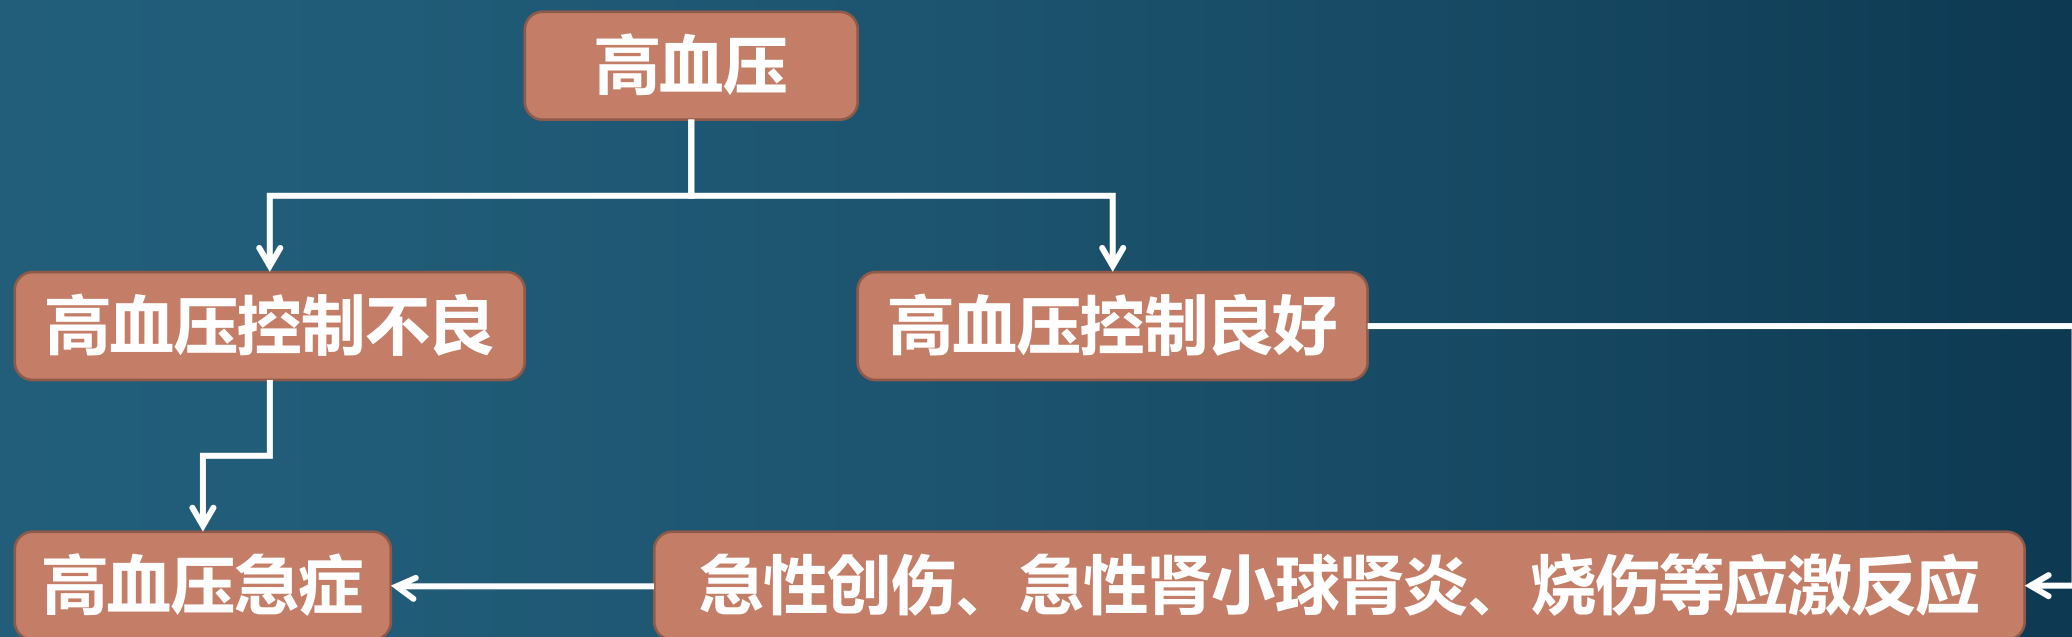 高血压
高血压控制不良
高血压控制良好
高血压急症
急性创伤、急性肾小球肾炎、烧伤等应激反应